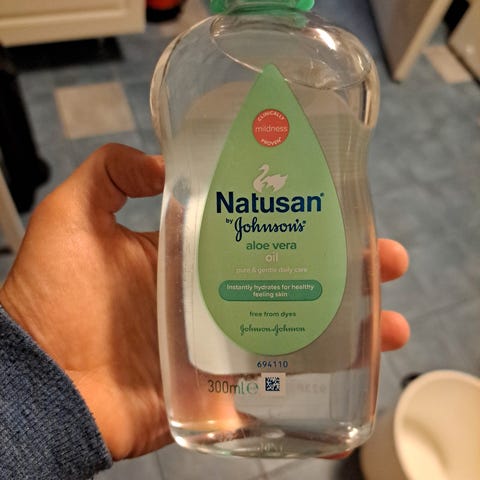 CLINICALLY
mildness
PROVEN
Natusan®
by Johnson's®
aloe vera
oil
pure & gentle daily care
Instantly hydrates for healthy
feeling skin
free from dyes
Johnson & Johnson
694110
300ml e